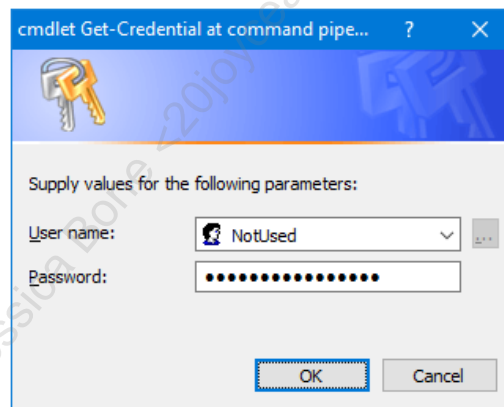 cmdlet Get-Credential at command pipe... ? ✕
Supply values for the following parameters:
User name: NotUsed ...
Password: ●●●●●●●●●●●●●●●●
OK Cancel